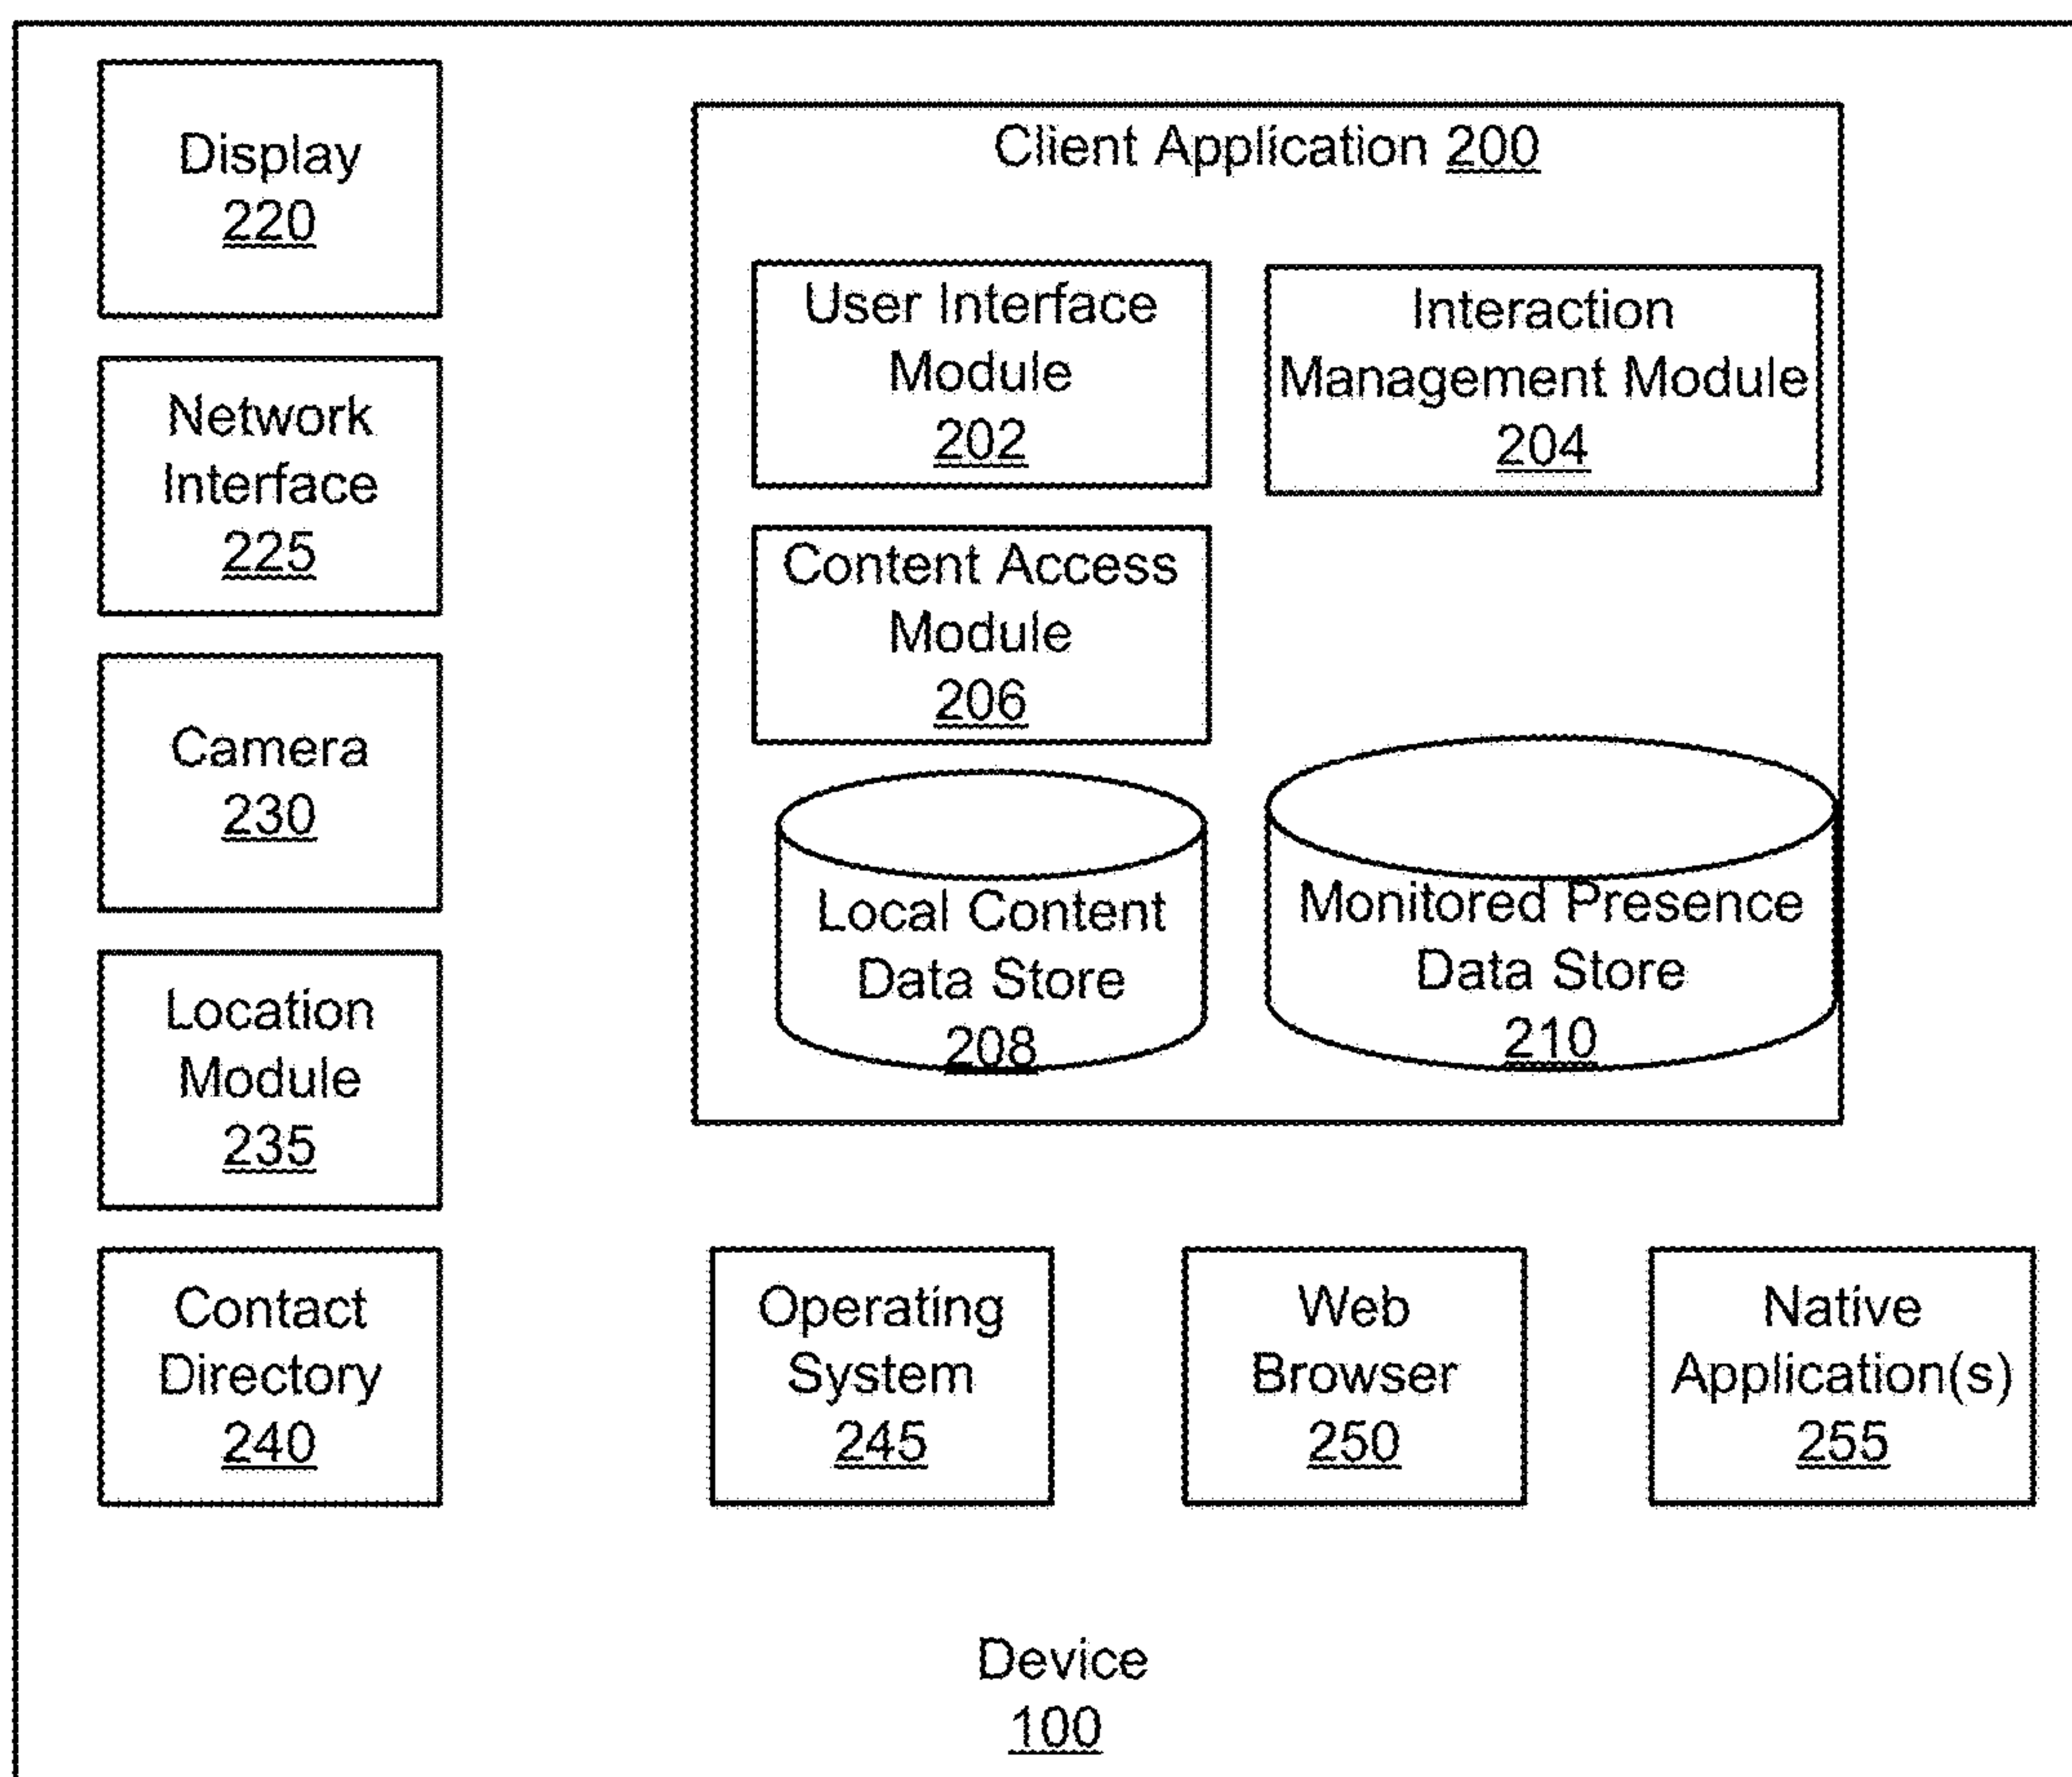 Display
220
Network
Interface
225
Camera
230
Location
Module
235
Contact
Directory
240
Client Application 200
User Interface
Module
202
Interaction
Management Module
204
Content Access
Module
206
Local Content
Data Store
208
Monitored Presence
Data Store
210
Operating
System
245
Web
Browser
250
Native
Application(s)
255
Device
100